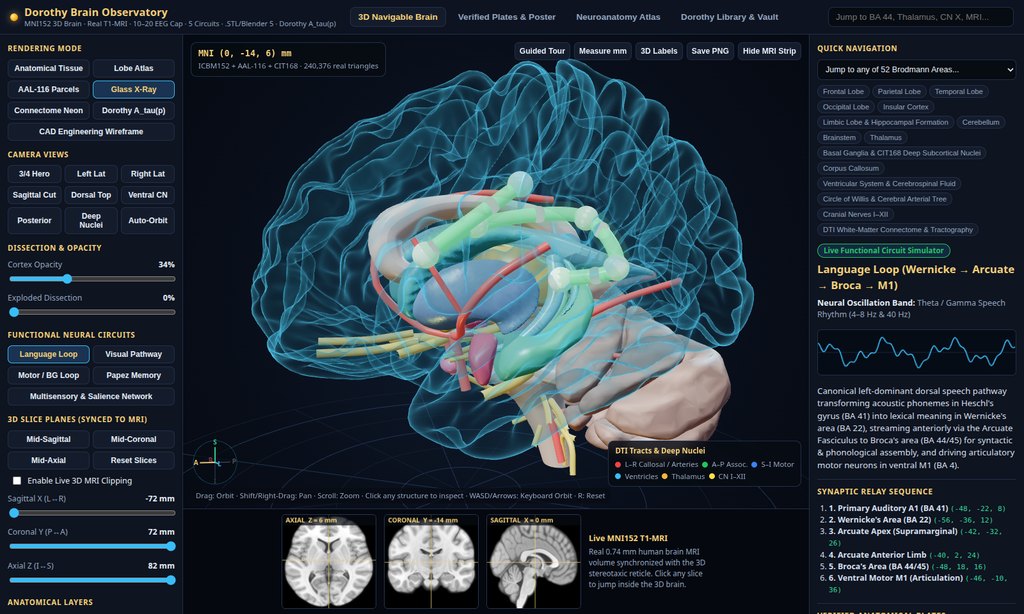 Dorothy Brain Observatory
MNI152 3D Brain · Real T1-MRI · 10–20 EEG Cap · 5 Circuits · .STL/Blender 5 · Dorothy A_tau(p)
3D Navigable Brain
Verified Plates & Poster
Neuroanatomy Atlas
Dorothy Library & Vault
Jump to BA 44, Thalamus, CN X, MRI...
RENDERING MODE
Anatomical Tissue
Lobe Atlas
AAL-116 Parcels
Glass X-Ray
Connectome Neon
Dorothy A_tau(p)
CAD Engineering Wireframe
CAMERA VIEWS
3/4 Hero
Left Lat
Right Lat
Sagittal Cut
Dorsal Top
Ventral CN
Posterior
Deep
Nuclei
Auto-Orbit
DISSECTION & OPACITY
Cortex Opacity
34%
Exploded Dissection
0%
FUNCTIONAL NEURAL CIRCUITS
Language Loop
Visual Pathway
Motor / BG Loop
Papez Memory
Multisensory & Salience Network
3D SLICE PLANES (SYNCED TO MRI)
Mid-Sagittal
Mid-Coronal
Mid-Axial
Reset Slices
Enable Live 3D MRI Clipping
Sagittal X (L↔R)
-72 mm
Coronal Y (P↔A)
72 mm
Axial Z (I↔S)
82 mm
ANATOMICAL LAYERS
MNI (0, -14, 6) mm
ICBM152 + AAL-116 + CIT168 · 240,376 real triangles
Guided Tour
Measure mm
3D Labels
Save PNG
Hide MRI Strip
S
A
R
P
DTI Tracts & Deep Nuclei
L–R Callosal / Arteries
A–P Assoc.
S–I Motor
Ventricles
Thalamus
CN I–XII
Drag: Orbit · Shift/Right-Drag: Pan · Scroll: Zoom · Click any structure to inspect · WASD/Arrows: Keyboard Orbit · R: Reset
AXIAL Z=6 mm
CORONAL Y=-14 mm
SAGITTAL X=0 mm
Live MNI152 T1-MRI
Real 0.74 mm human brain MRI
volume synchronized with the 3D
stereotaxic reticle. Click any slice
to jump inside the 3D brain.
QUICK NAVIGATION
Jump to any of 52 Brodmann Areas...
Frontal Lobe
Parietal Lobe
Temporal Lobe
Occipital Lobe
Insular Cortex
Limbic Lobe & Hippocampal Formation
Cerebellum
Brainstem
Thalamus
Basal Ganglia & CIT168 Deep Subcortical Nuclei
Corpus Callosum
Ventricular System & Cerebrospinal Fluid
Circle of Willis & Cerebral Arterial Tree
Cranial Nerves I–XII
DTI White-Matter Connectome & Tractography
Live Functional Circuit Simulator
Language Loop (Wernicke → Arcuate
→ Broca → M1)
Neural Oscillation Band: Theta / Gamma Speech
Rhythm (4–8 Hz & 40 Hz)
Canonical left-dominant dorsal speech pathway
transforming acoustic phonemes in Heschl's
gyrus (BA 41) into lexical meaning in Wernicke's
area (BA 22), streaming anteriorly via the Arcuate
Fasciculus to Broca's area (BA 44/45) for syntactic
& phonological assembly, and driving articulatory
motor neurons in ventral M1 (BA 4).
SYNAPTIC RELAY SEQUENCE
1. 1. Primary Auditory A1 (BA 41) (-48, -22, 8)
2. 2. Wernicke's Area (BA 22) (-56, -36, 12)
3. 3. Arcuate Apex (Supramarginal) (-42, -32,
26)
4. 4. Arcuate Anterior Limb (-40, 2, 24)
5. 5. Broca's Area (BA 44/45) (-48, 18, 16)
6. 6. Ventral Motor M1 (Articulation) (-46, -10,
36)